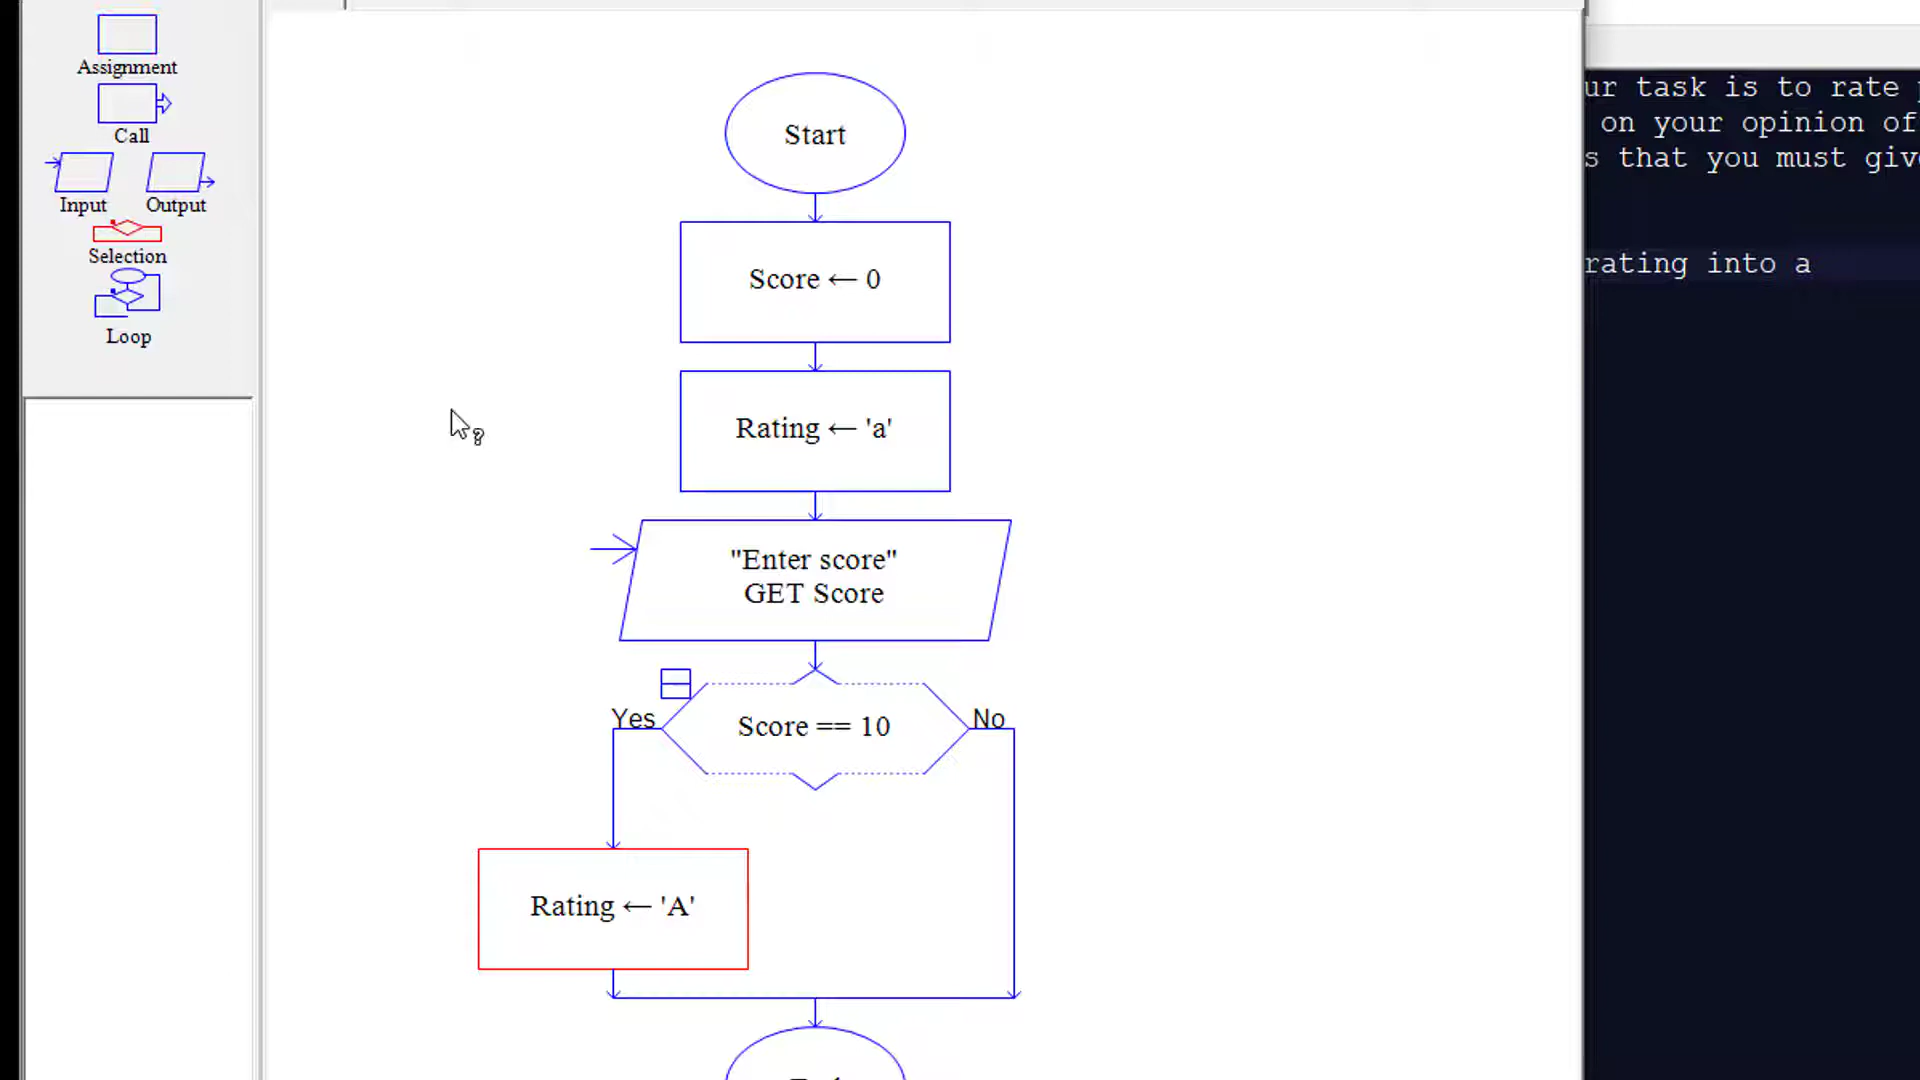 Assignment
Call
Input Output
Selection
Loop
Start
Score ← 0
Rating ← 'a'
"Enter score"
GET Score
Yes
Score == 10
No
Rating ← 'A'
ur task is to rate
on your opinion of
s that you must give
rating into a